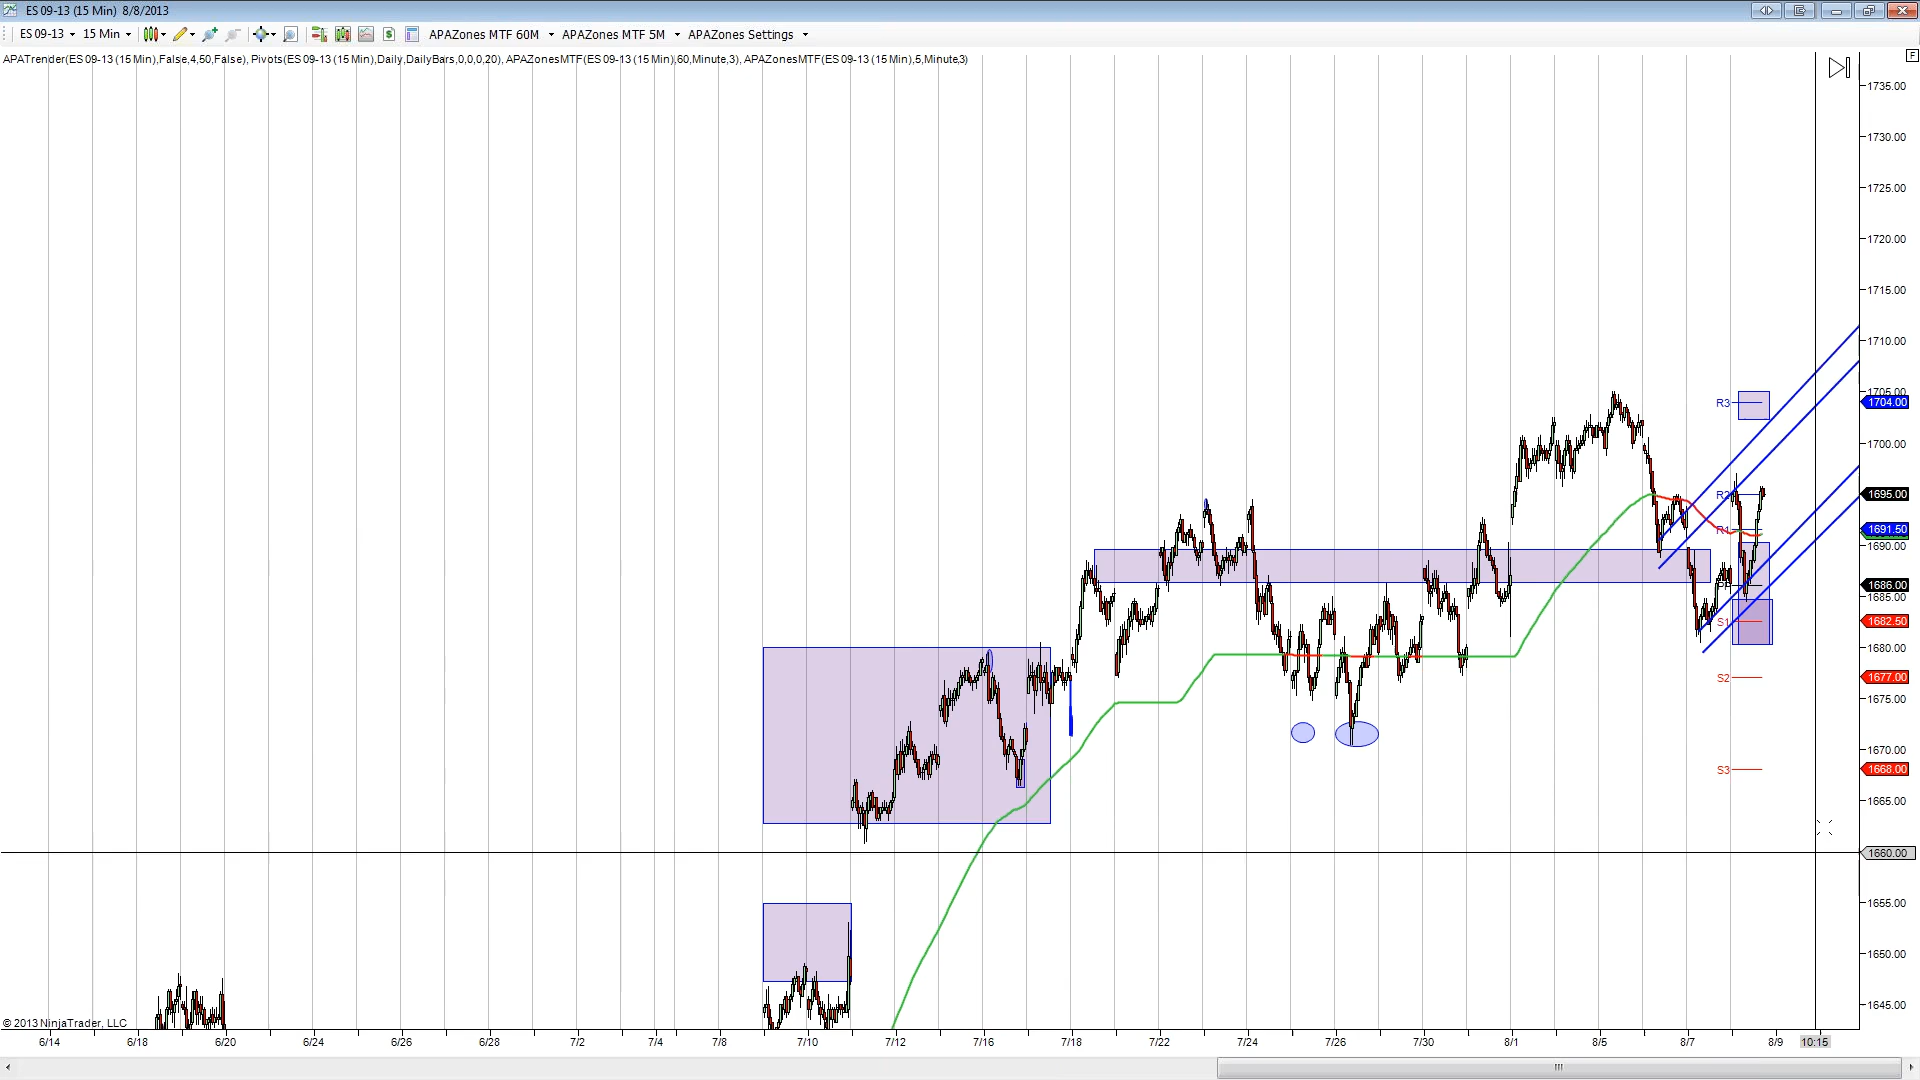 ES 09-13 (15 Min) 8/8/2013
ES 09-13 15 Min APAZones MTF 60M APAZones MTF 5M APAZones Settings
APATrender(ES 09-13 (15 Min),False,4,50,False), Pivots(ES 09-13 (15 Min),Daily,DailyBars,0,0,0,20), APAZonesMTF(ES 09-13 (15 Min),60,Minute,3), APAZonesMTF(ES 09-13 (15 Min),5,Minute,3)
F
1735.00
1730.00
1725.00
1720.00
1715.00
1710.00
1705.00
R3
1704.00
1700.00
R2
1695.00
R1
1691.50
1690.00
1686.00
1685.00
S1
1682.50
1680.00
S2
1677.00
1675.00
1670.00
S3
1668.00
1665.00
1660.00
1655.00
1650.00
1645.00
© 2013 NinjaTrader, LLC
6/14 6/18 6/20 6/24 6/26 6/28 7/2 7/4 7/8 7/10 7/12 7/16 7/18 7/22 7/24 7/26 7/30 8/1 8/5 8/7 8/9 10:15